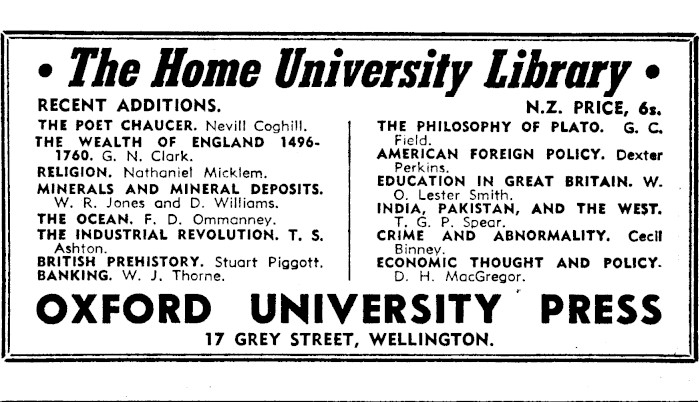 • The Home University Library •
RECENT ADDITIONS.
N.Z. PRICE, 6s.
THE POET CHAUCER. Nevill Coghill.
THE WEALTH OF ENGLAND 1496-
1760. G. N. Clark.
RELIGION. Nathaniel Micklem.
MINERALS AND MINERAL DEPOSITS.
W. R. Jones and D. Williams.
THE OCEAN. F. D. Ommanney.
THE INDUSTRIAL REVOLUTION. T. S.
Ashton.
BRITISH PREHISTORY. Stuart Piggott.
BANKING. W. J. Thorne.
THE PHILOSOPHY OF PLATO. G. C.
Field.
AMERICAN FOREIGN POLICY. Dexter
Perkins.
EDUCATION IN GREAT BRITAIN. W.
O. Lester Smith.
INDIA, PAKISTAN, AND THE WEST.
T. G. P. Spear.
CRIME AND ABNORMALITY. Cecil
Binney.
ECONOMIC THOUGHT AND POLICY.
D. H. MacGregor.
OXFORD UNIVERSITY PRESS
17 GREY STREET, WELLINGTON.